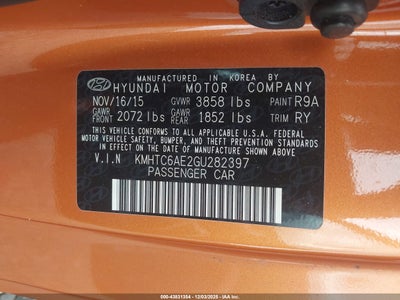 MANUFACTURED IN KOREA BY
HYUNDAI MOTOR COMPANY
NOV/16/15 GVWR 3858 lbs PAINT R9A
GAWR FRONT 2072 lbs GAWR REAR 1852 lbs TRIM RY
THIS VEHICLE CONFORMS TO ALL APPLICABLE U.S.A. FEDERAL
MOTOR VEHICLE SAFETY, BUMPER, AND THEFT
PREVENTION STANDARDS IN EFFECT ON THE DATE OF
MANUFACTURE SHOWN ABOVE.
V.I.N KMHTC6AE2GU282397
PASSENGER CAR
000-43831384 - 12/03/2025 - IAA